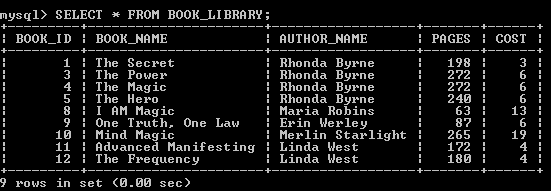 mysql> SELECT * FROM BOOK_LIBRARY;
BOOK_ID | BOOK_NAME | AUTHOR_NAME | PAGES | COST
1 | The Secret | Rhonda Byrne | 198 | 3
3 | The Power | Rhonda Byrne | 272 | 6
4 | The Magic | Rhonda Byrne | 272 | 6
5 | The Hero | Rhonda Byrne | 240 | 6
8 | I AM Magic | Maria Robins | 63 | 13
9 | One Truth, One Law | Erin Werley | 87 | 6
10 | Mind Magic | Merlin Starlight | 265 | 19
11 | Advanced Manifesting | Linda West | 172 | 4
12 | The Frequency | Linda West | 180 | 4
9 rows in set (0.00 sec)